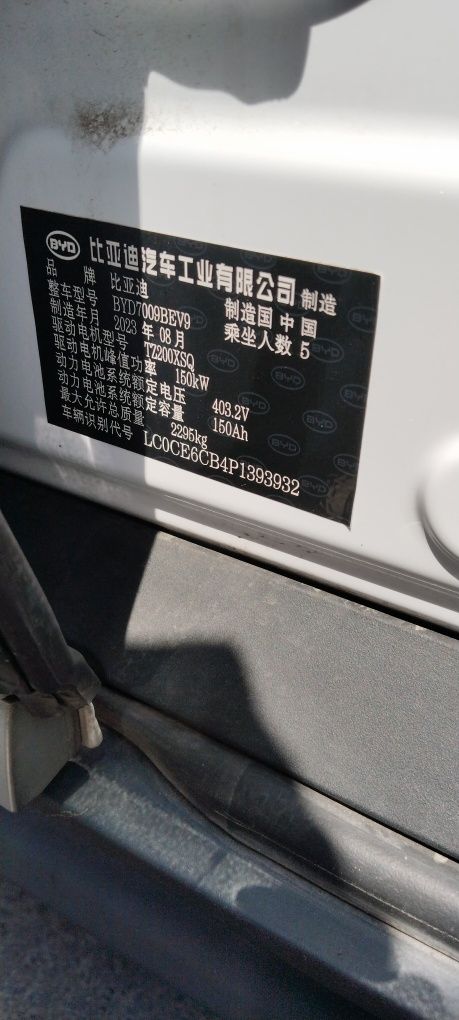 BYD 比亚迪汽车工业有限公司 制造
品牌 比亚迪 制造国 中国
整车型号 BYD7009BEV9 乘坐人数 5
制造年月 2023 年 08 月
驱动电机型号 TZ200XSQ
驱动电机峰值功率 150kW
动力电池系统额定电压 403.2V
动力电池系统额定容量 150Ah
最大允许总质量 2295kg
车辆识别代号 LC0CE6CB4P1393932